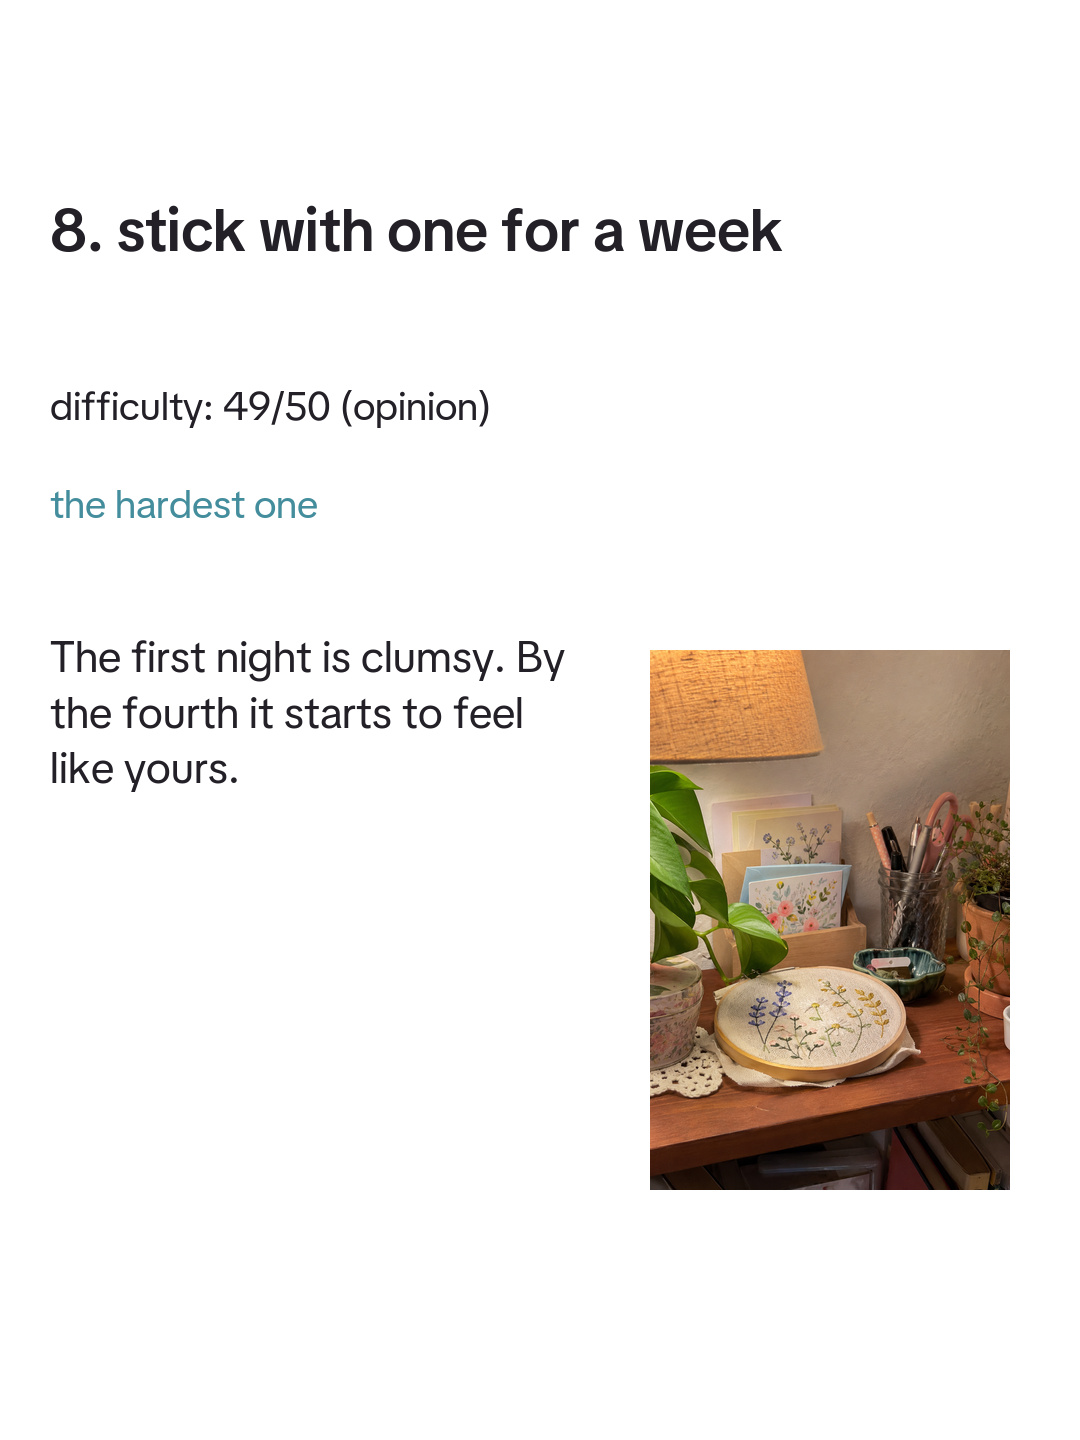 8. stick with one for a week
difficulty: 49/50 (opinion)
the hardest one
The first night is clumsy. By
the fourth it starts to feel
like yours.